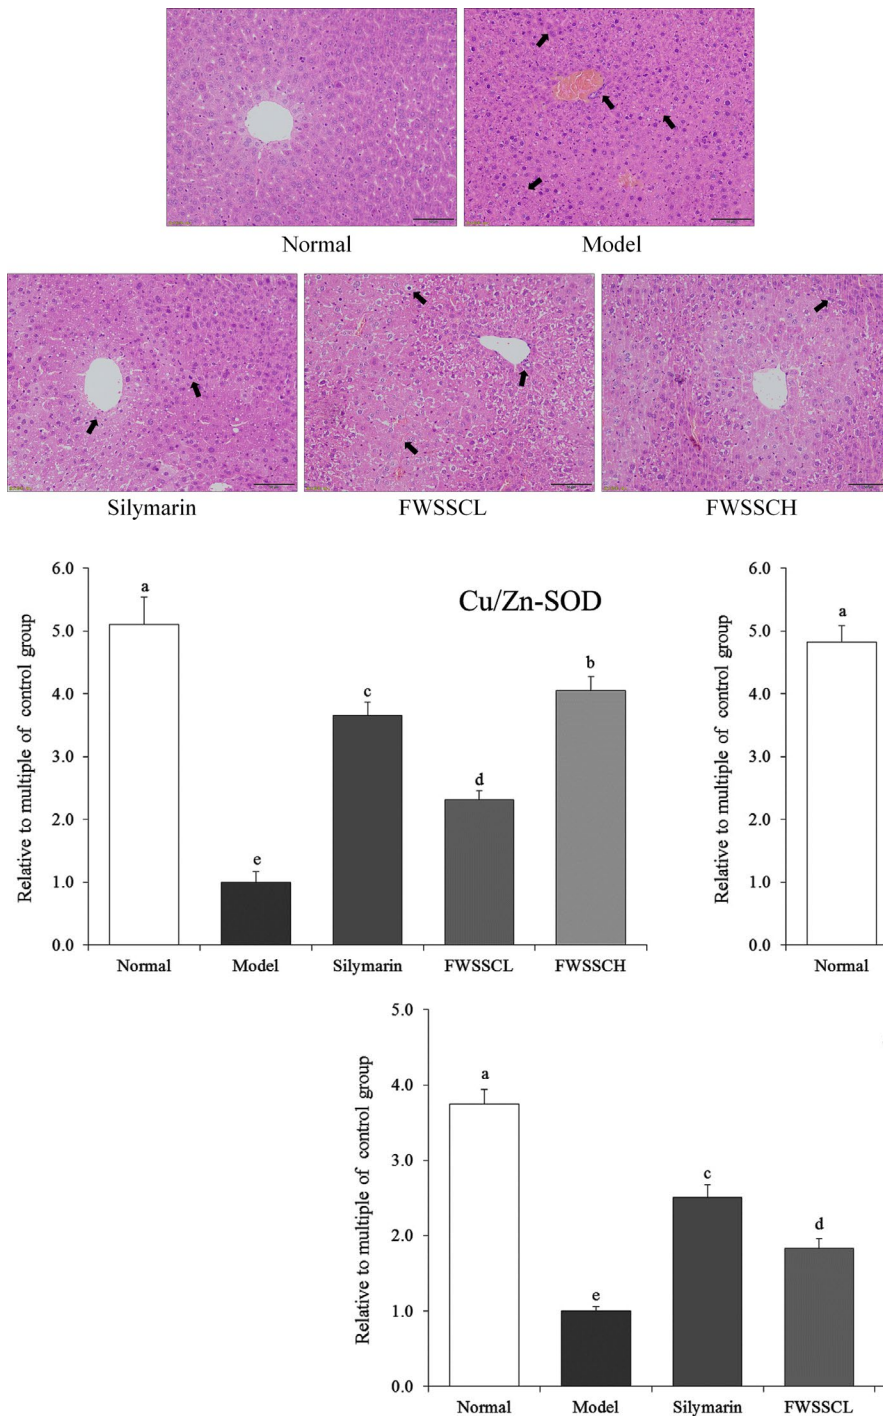 Normal
Model
Silymarin
FWSSCL
FWSSCH
Cu/Zn-SOD
Relative to multiple of control group
6.0
5.0
4.0
3.0
2.0
1.0
0.0
a
e
c
d
b
Normal
Model
Silymarin
FWSSCL
FWSSCH
Relative to multiple of control group
6.0
5.0
4.0
3.0
2.0
1.0
0.0
a
Normal
Relative to multiple of control group
5.0
4.0
3.0
2.0
1.0
0.0
a
e
c
d
Normal
Model
Silymarin
FWSSCL